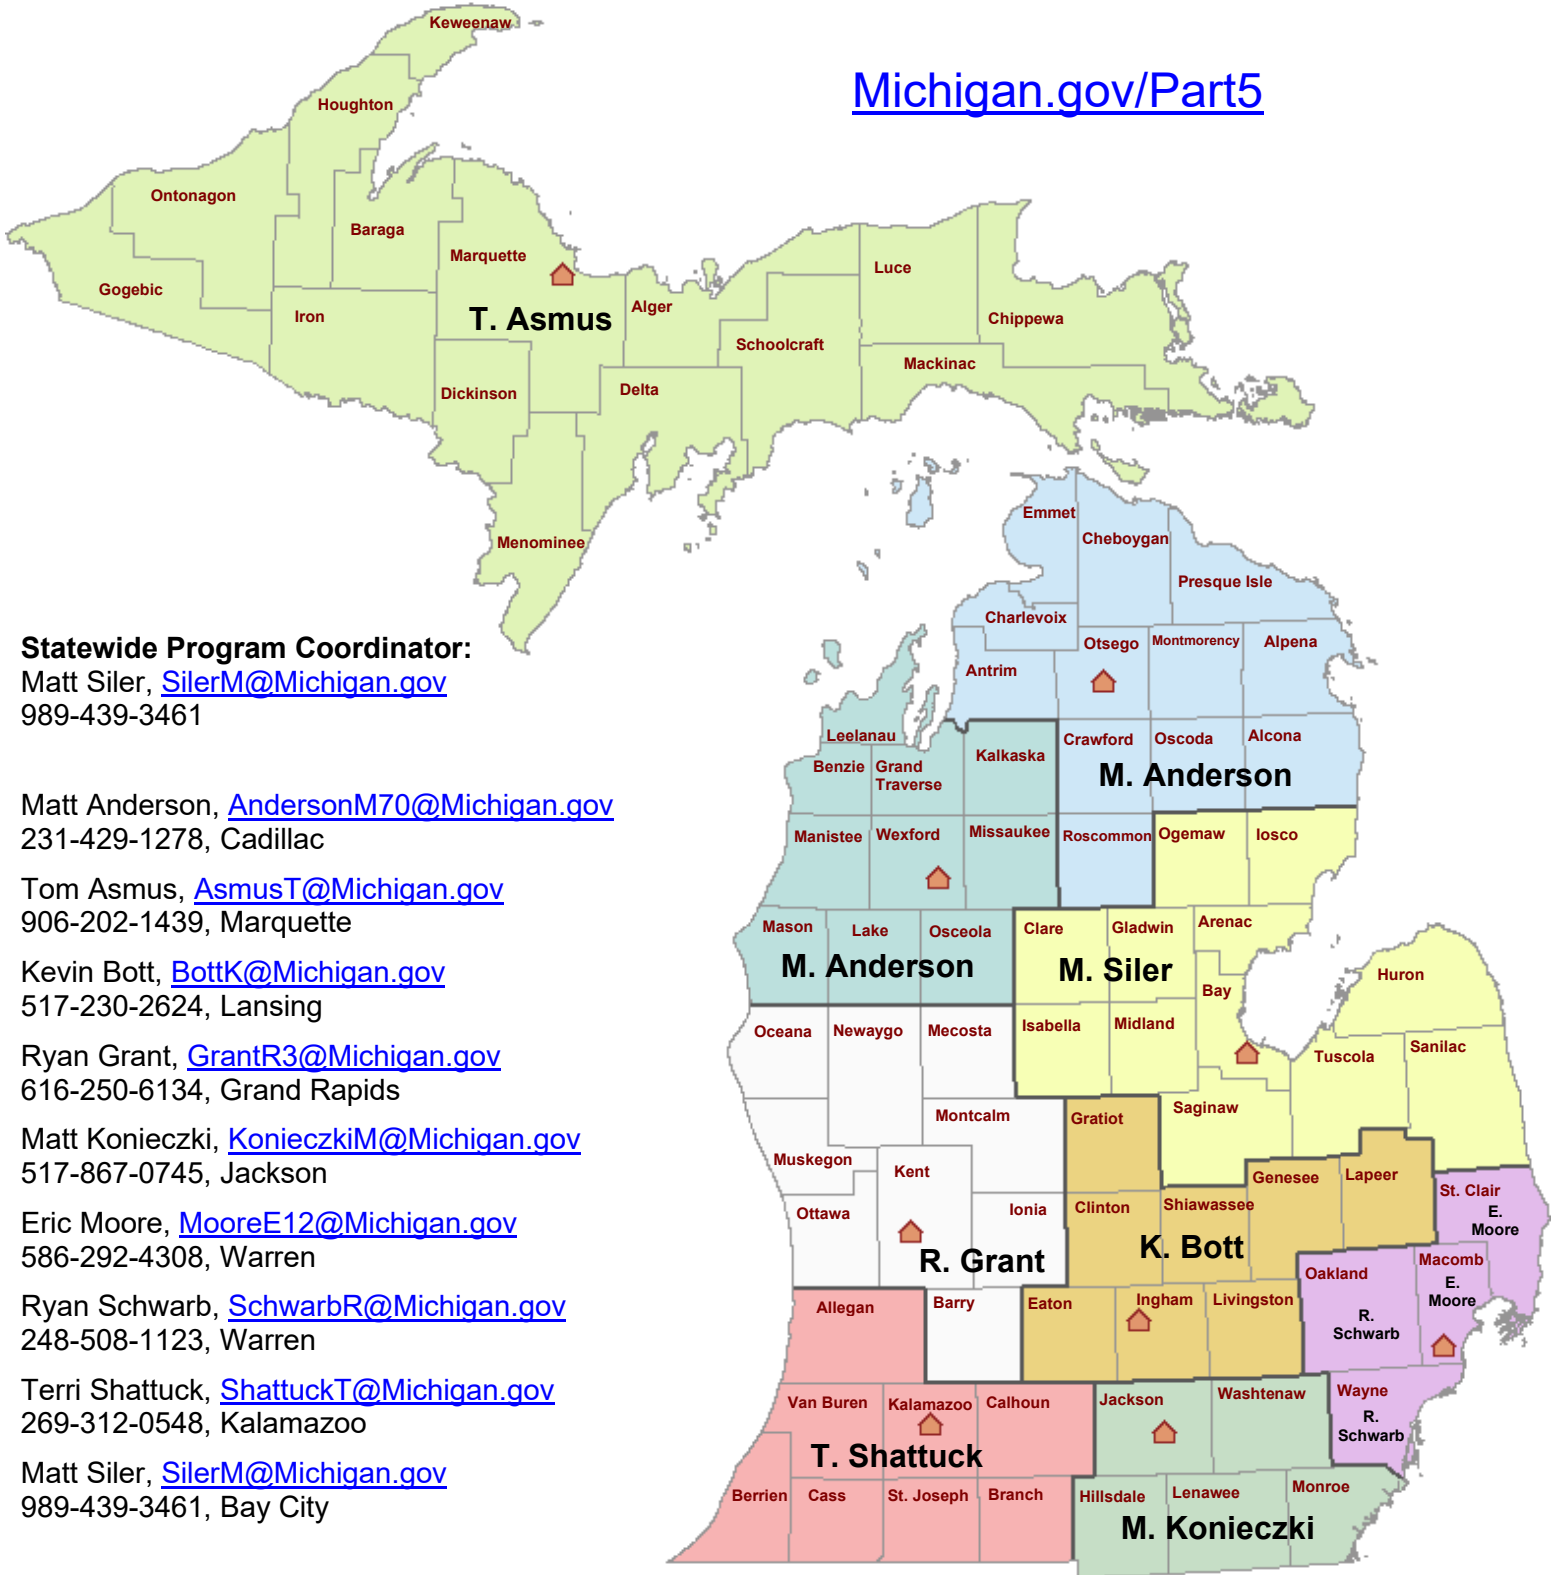 Michigan.gov/Part5
Keweenaw
Houghton
Ontonagon
Baraga
Marquette
Gogebic
Iron
T. Asmus
Alger
Luce
Chippewa
Schoolcraft
Mackinac
Dickinson
Delta
Menominee
Emmet
Cheboygan
Presque Isle
Charlevoix
Otsego
Montmorency
Alpena
Antrim
Leelanau
Benzie
Grand
Traverse
Kalkaska
Crawford
Oscoda
Alcona
M. Anderson
Manistee
Wexford
Missaukee
Roscommon
Ogemaw
Iosco
Mason
Lake
Osceola
M. Anderson
Clare
Gladwin
Arenac
M. Siler
Bay
Huron
Isabella
Midland
Tuscola
Sanilac
Saginaw
Oceana
Newaygo
Mecosta
Montcalm
Muskegon
Kent
Ottawa
Ionia
R. Grant
Barry
Gratiot
Clinton
Shiawassee
Genesee
Lapeer
K. Bott
Eaton
Ingham
Livingston
St. Clair
E.
Moore
Macomb
E.
Moore
Oakland
R.
Schwarb
Wayne
R.
Schwarb
Allegan
Van Buren
Kalamazoo
Calhoun
T. Shattuck
Berrien
Cass
St. Joseph
Branch
Jackson
Washtenaw
Hillsdale
Lenawee
Monroe
M. Konieczki
Statewide Program Coordinator:
Matt Siler, SilerM@Michigan.gov
989-439-3461
Matt Anderson, AndersonM70@Michigan.gov
231-429-1278, Cadillac
Tom Asmus, AsmusT@Michigan.gov
906-202-1439, Marquette
Kevin Bott, BottK@Michigan.gov
517-230-2624, Lansing
Ryan Grant, GrantR3@Michigan.gov
616-250-6134, Grand Rapids
Matt Konieczki, KonieczkiM@Michigan.gov
517-867-0745, Jackson
Eric Moore, MooreE12@Michigan.gov
586-292-4308, Warren
Ryan Schwarb, SchwarbR@Michigan.gov
248-508-1123, Warren
Terri Shattuck, ShattuckT@Michigan.gov
269-312-0548, Kalamazoo
Matt Siler, SilerM@Michigan.gov
989-439-3461, Bay City